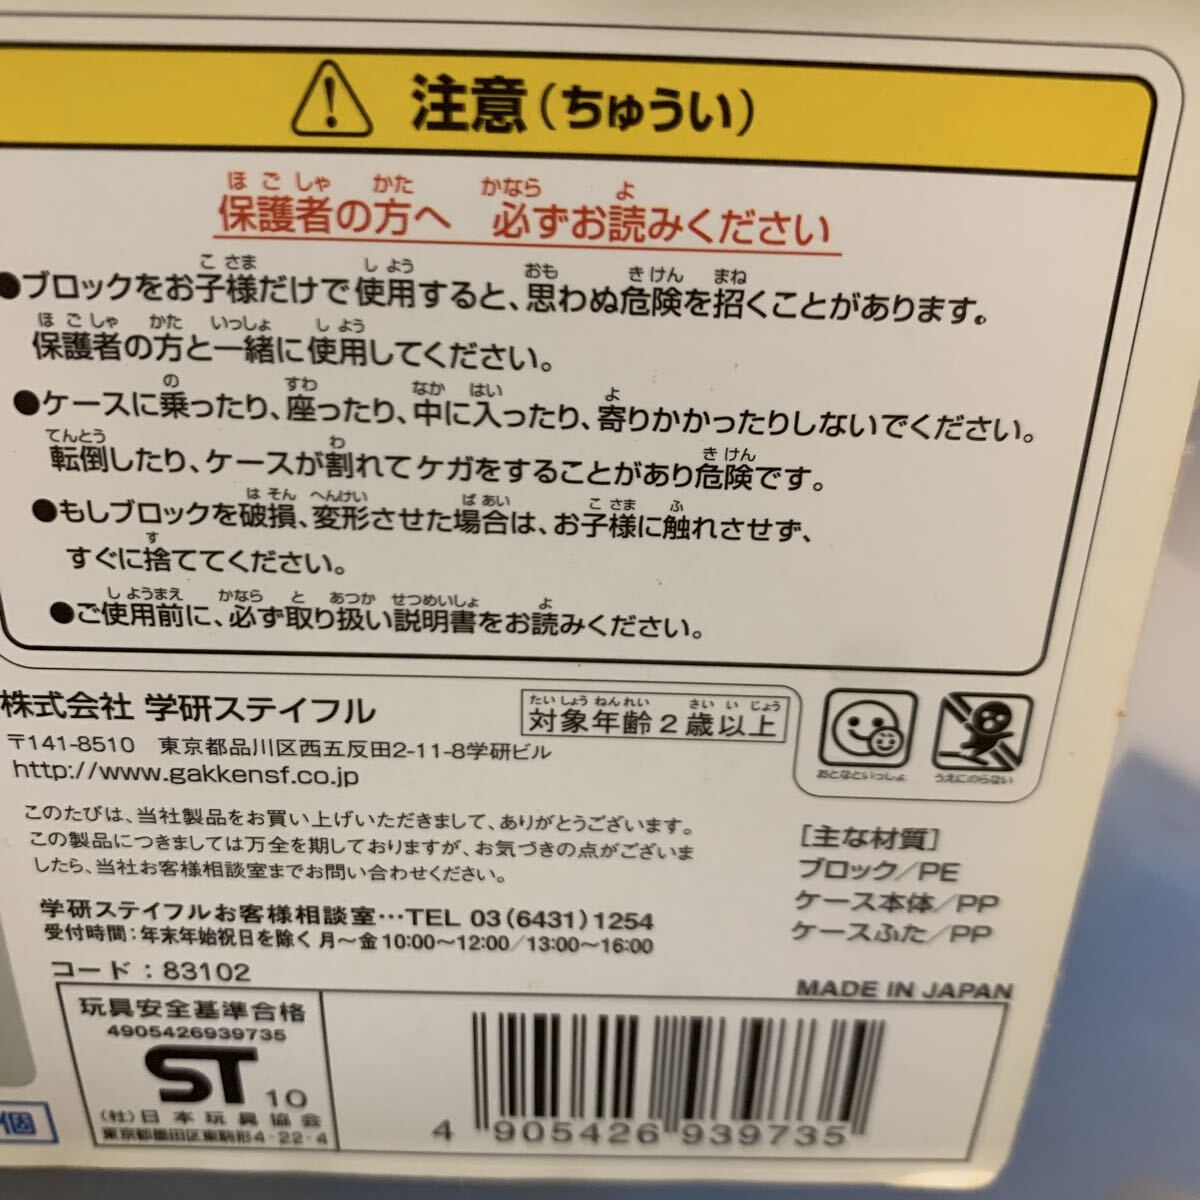 注意(ちゅうい)
ほごしゃ かた かなら よ
保護者の方へ 必ずお読みください
こさま しよう おも きけん まね
●ブロックをお子様だけで使用すると、思わぬ危険を招くことがあります。
ほごしゃ かた いっしょ しよう
保護者の方と一緒に使用してください。
の すわ なか はい よ
●ケースに乗ったり、座ったり、中に入ったり、寄りかかったりしないでください。
てんとう わ きけん
転倒したり、ケースが割れてケガをすることがあり危険です。
はそん へんけい ばあい こさま ふ
●もしブロックを破損、変形させた場合は、お子様に触れさせず、
す
すぐに捨ててください。
しようまえ かなら と あつか せつめいしょ よ
●ご使用前に、必ず取り扱い説明書をお読みください。
株式会社 学研ステイフル
〒141-8510 東京都品川区西五反田2-11-8学研ビル
http://www.gakkensf.co.jp
たいしょうねんれい さいいじょう
対象年齢2歳以上
おとなといっしょ
うえにのらない
このたびは、当社製品をお買い上げいただきまして、ありがとうございます。
この製品につきましては万全を期しておりますが、お気づきの点がございま
したら、当社お客様相談室までお問い合わせください。
学研ステイフルお客様相談室…TEL 03(6431)1254
受付時間:年末年始祝日を除く 月〜金10:00〜12:00/13:00〜16:00
[主な材質]
ブロック/PE
ケース本体/PP
ケースふた/PP
コード:83102
MADE IN JAPAN
玩具安全基準合格
4905426939735
ST 10
(社)日本玩具協会
東京都墨田区東駒形4-22-4
4 905426 939735
個